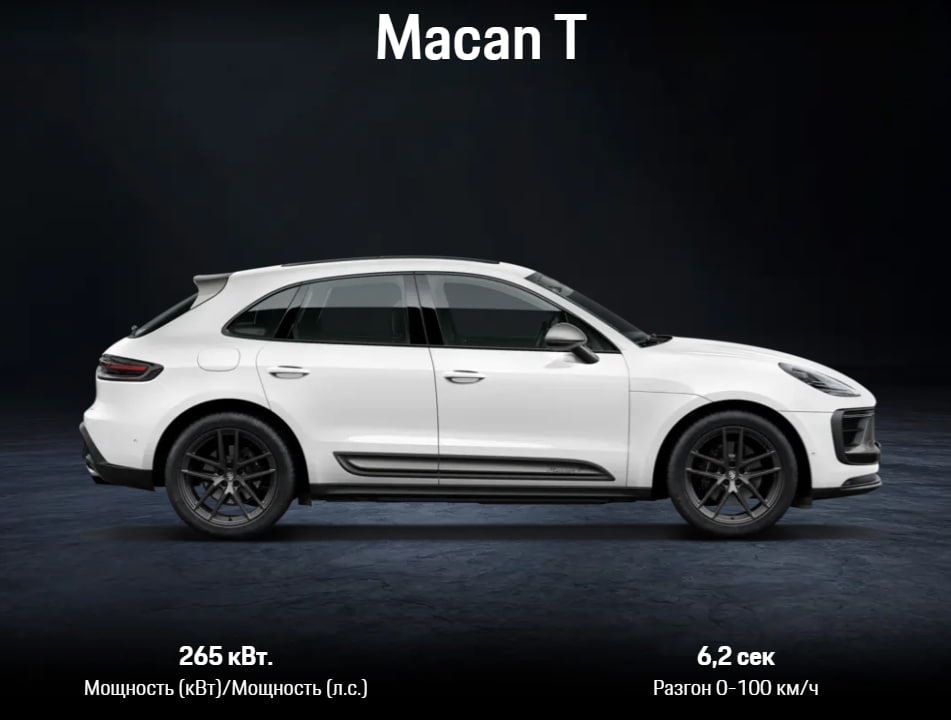 Macan T
265 кВт.
Мощность (кВт)/Мощность (л.с.)
6,2 сек
Разгон 0-100 км/ч